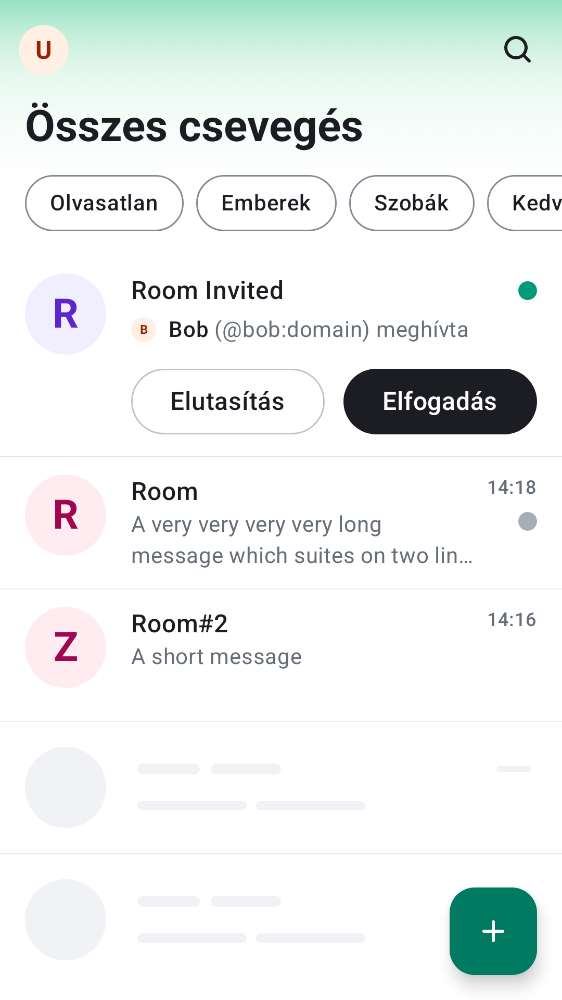 U
Összes csevegés
Olvasatlan Emberek Szobák Kedv
R
Room Invited
B Bob (@bob:domain) meghívta
Elutasítás Elfogadás
R
Room 14:18
A very very very very long
message which suites on two lin…
Z
Room#2 14:16
A short message